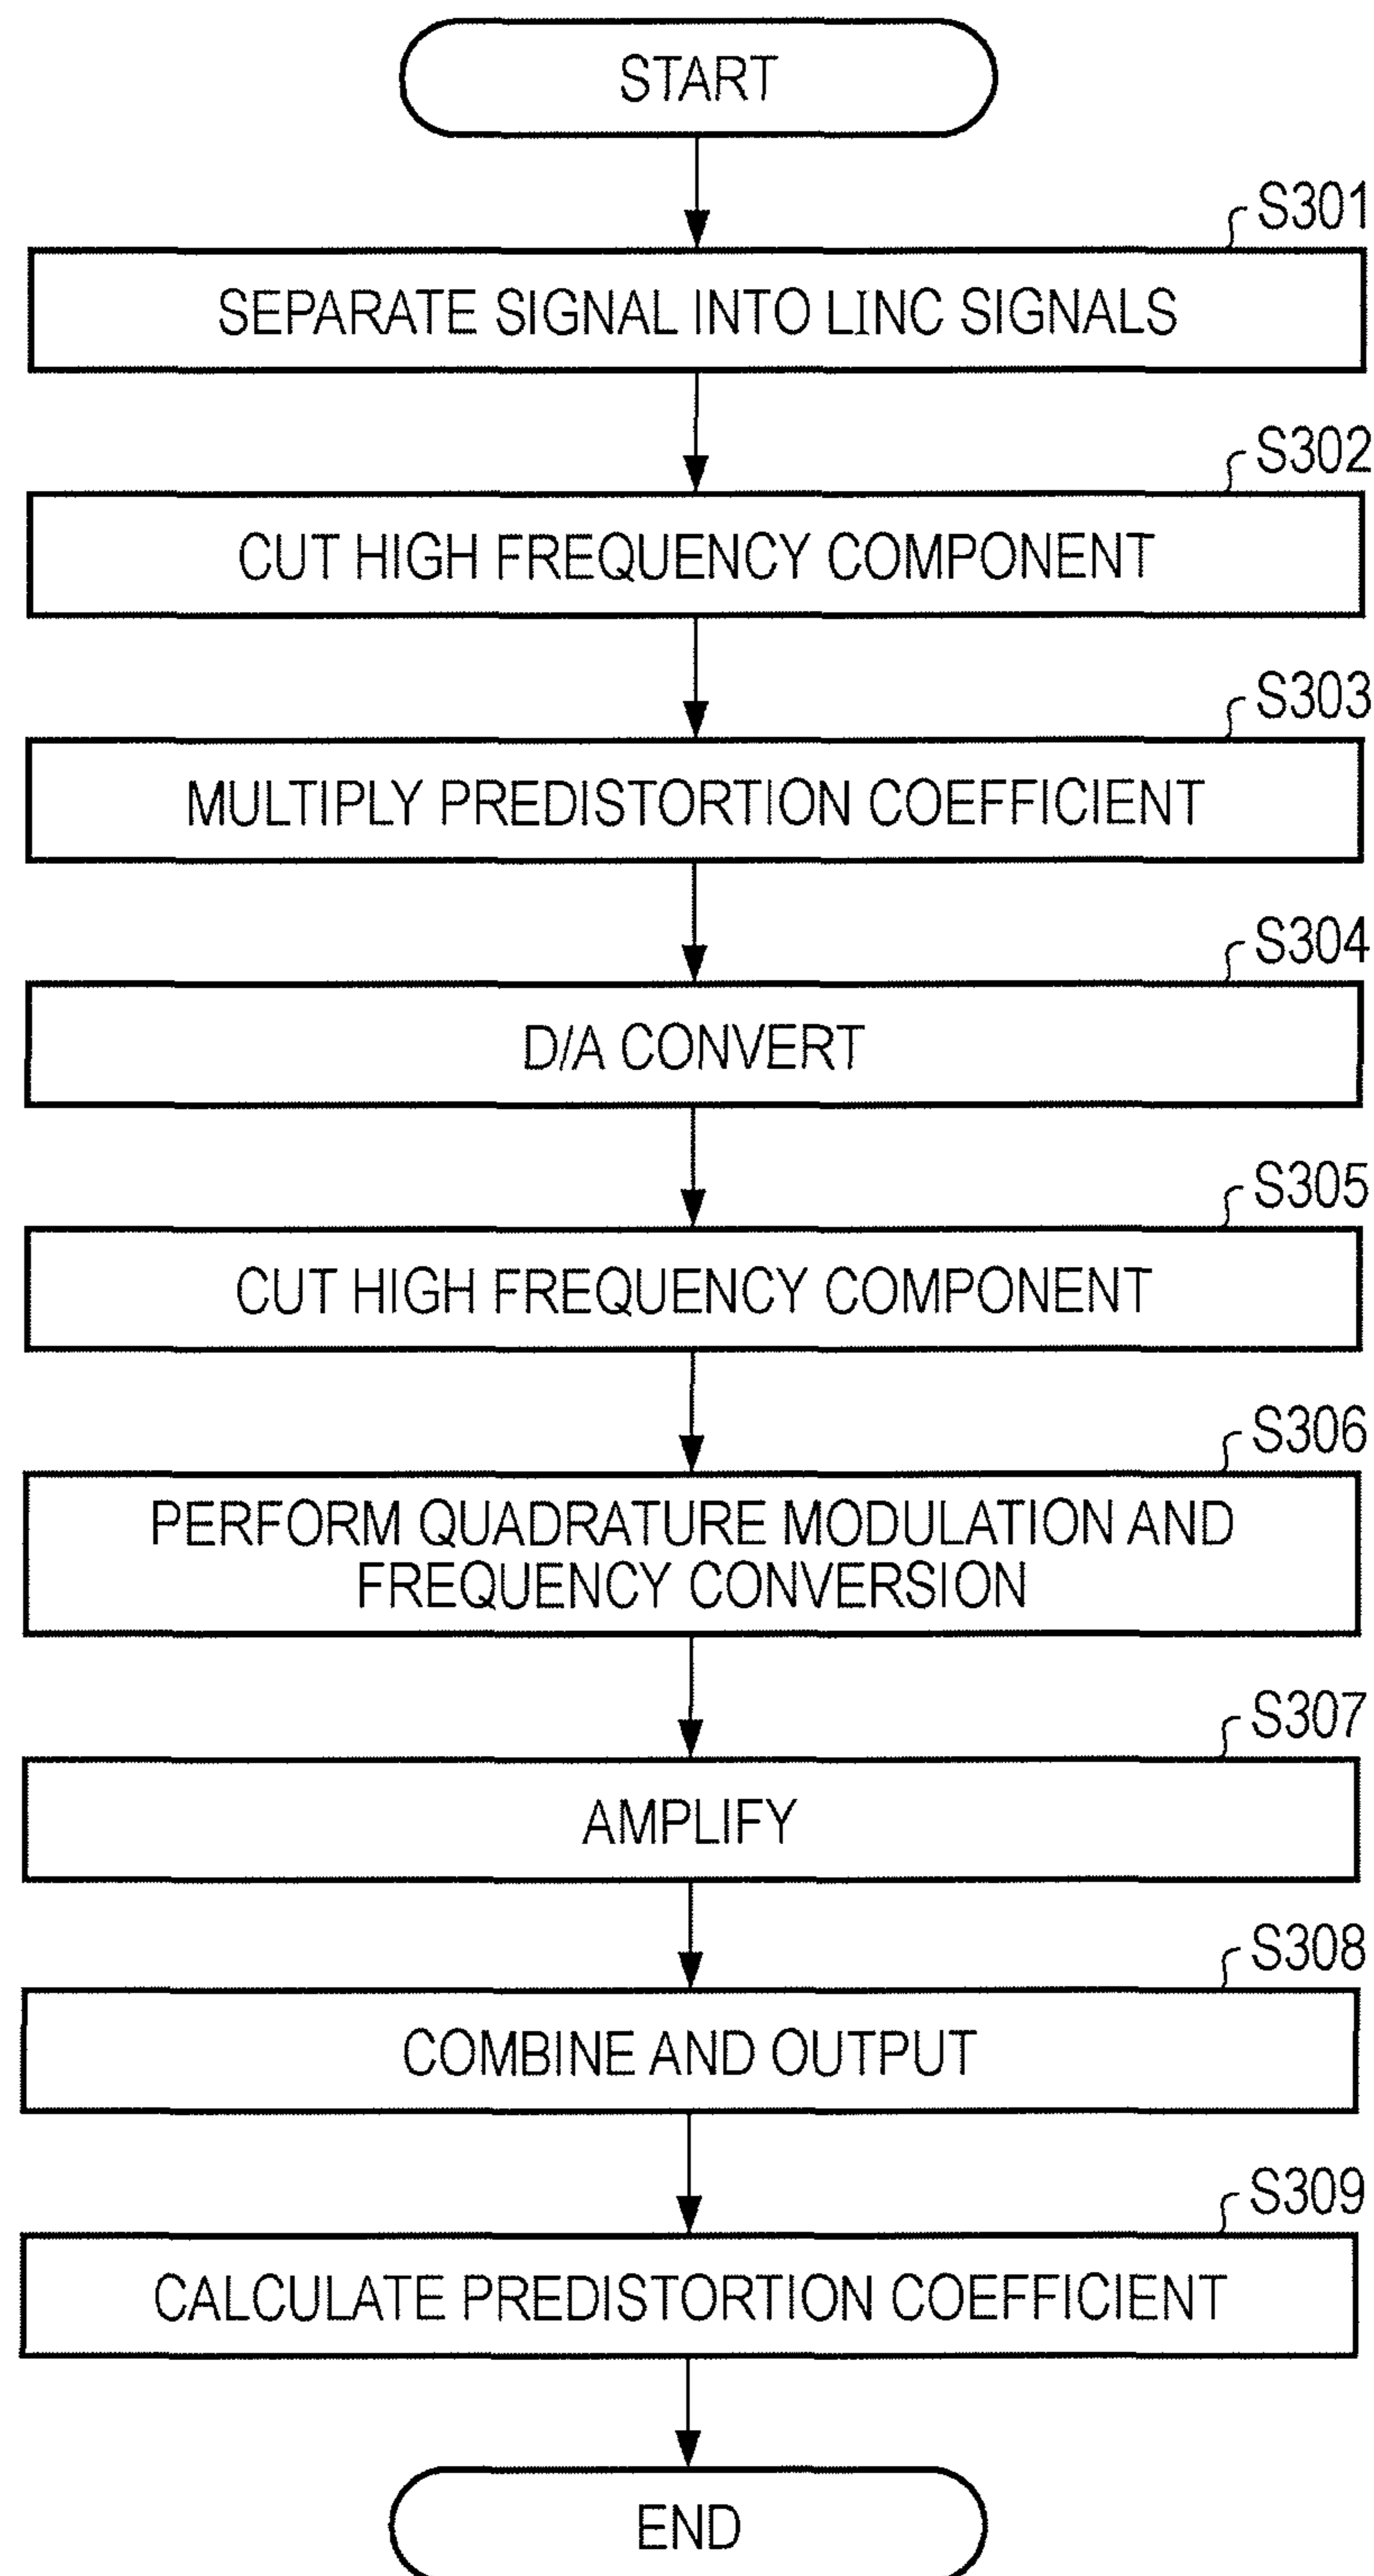 START
S301
SEPARATE SIGNAL INTO LINC SIGNALS
S302
CUT HIGH FREQUENCY COMPONENT
S303
MULTIPLY PREDISTORTION COEFFICIENT
S304
D/A CONVERT
S305
CUT HIGH FREQUENCY COMPONENT
S306
PERFORM QUADRATURE MODULATION AND
FREQUENCY CONVERSION
S307
AMPLIFY
S308
COMBINE AND OUTPUT
S309
CALCULATE PREDISTORTION COEFFICIENT
END